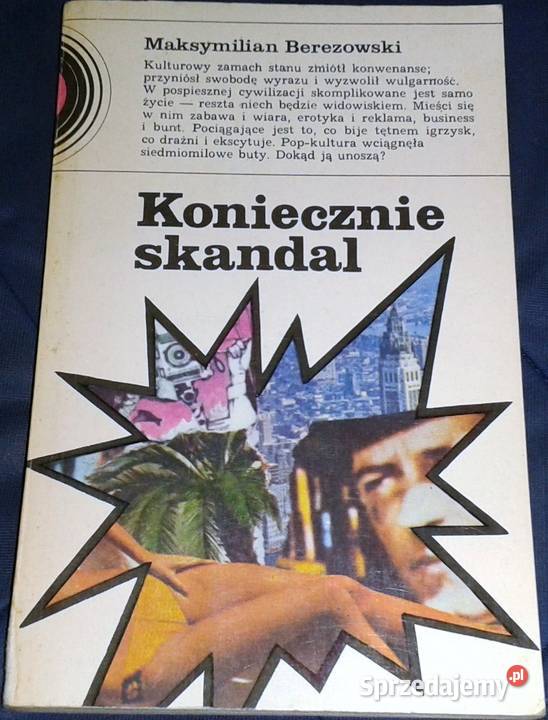 Maksymilian Berezowski
Kulturowy zamach stanu zmiótł konwenanse;
przyniósł swobodę wyrazu i wyzwolił wulgarność.
W pospiesznej cywilizacji skomplikowane jest samo
życie — reszta niech będzie widowiskiem. Mieści się
w nim zabawa i wiara, erotyka i reklama, business
i bunt. Pociągające jest to, co bije tętnem igrzysk,
co drażni i ekscytuje. Pop-kultura wciągnęła
siedmiomilowe buty. Dokąd ją unoszą?
Koniecznie
skandal
Sprzedajemy.pl